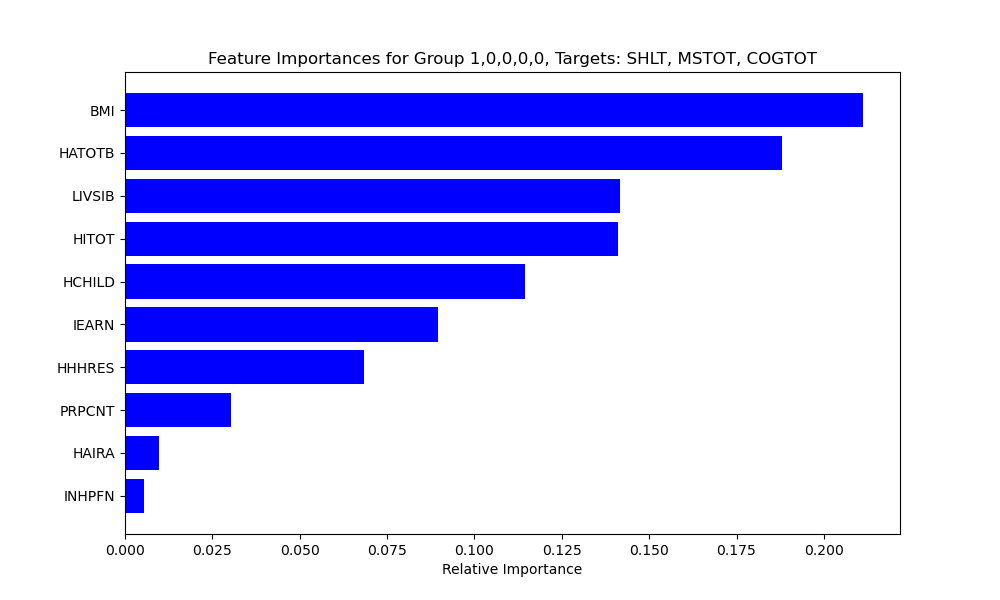 Feature Importances for Group 1,0,0,0,0, Targets: SHLT, MSTOT, COGTOT
BMI
HATOTB
LIVSIB
HITOT
HCHILD
IEARN
HHHRES
PRPCNT
HAIRA
INHPFN
0.000 0.025 0.050 0.075 0.100 0.125 0.150 0.175 0.200
Relative Importance